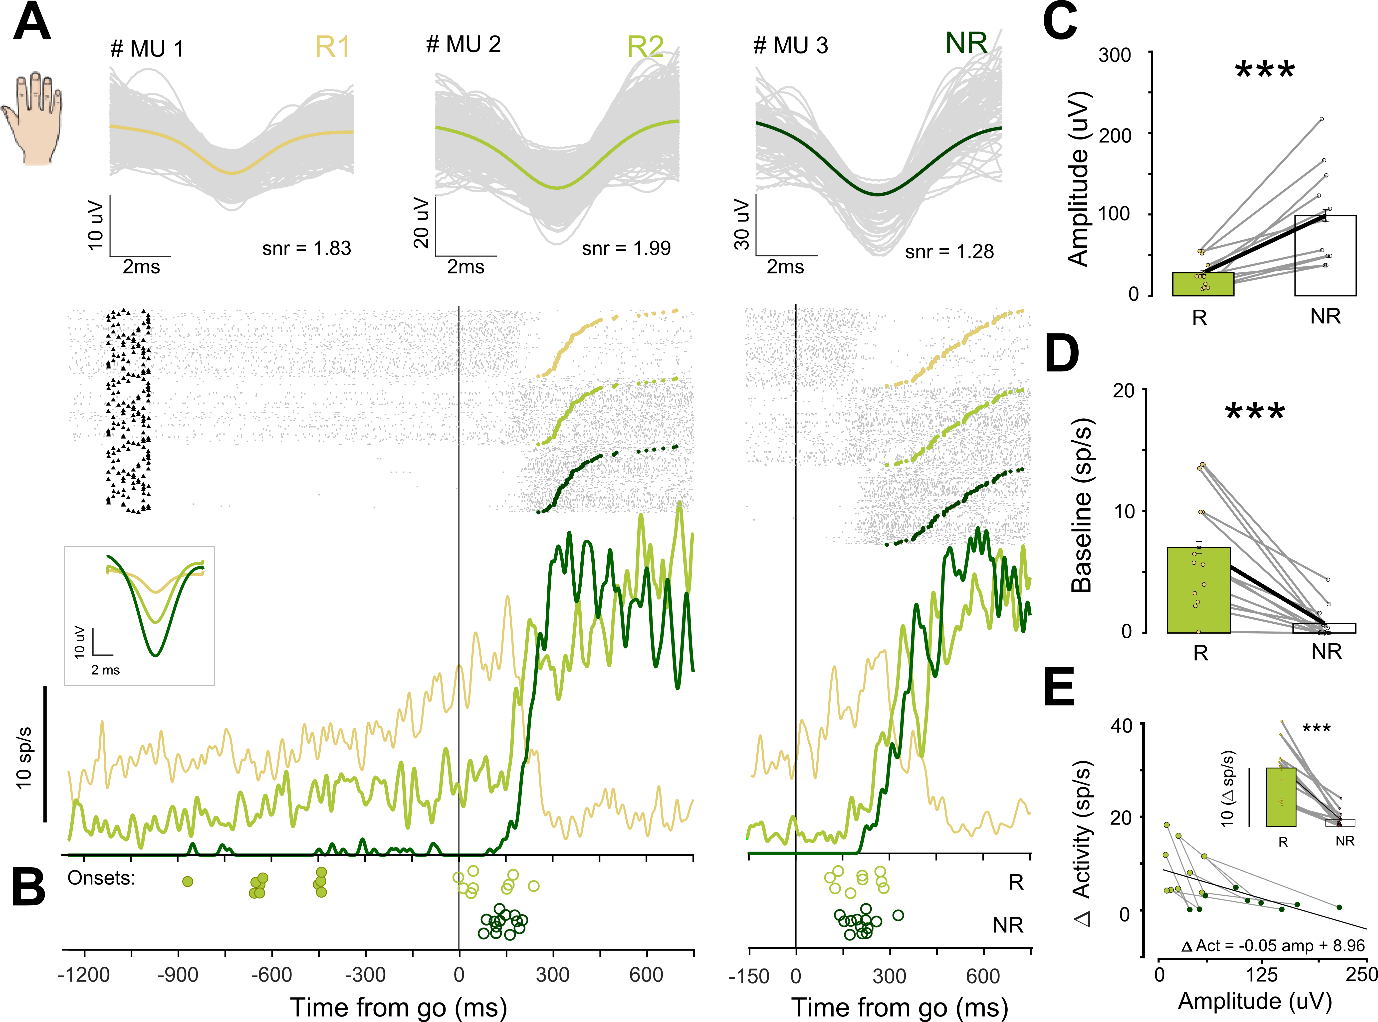 A
# MU 1
R1
10 uV
2ms
snr = 1.83
# MU 2
R2
20 uV
2ms
snr = 1.99
# MU 3
NR
30 uV
2ms
snr = 1.28
10 uV
2 ms
10 sp/s
B
Onsets:
R
NR
-1200
-900
-600
-300
0
300
600
Time from go (ms)
-150
0
300
600
Time from go (ms)
C
***
Amplitude (uV)
300
200
100
0
R
NR
D
***
Baseline (sp/s)
20
10
0
R
NR
E
Δ Activity (sp/s)
40
20
0
10 (Δ sp/s)
***
R
NR
Δ Act = -0.05 amp + 8.96
0
125
250
Amplitude (uV)